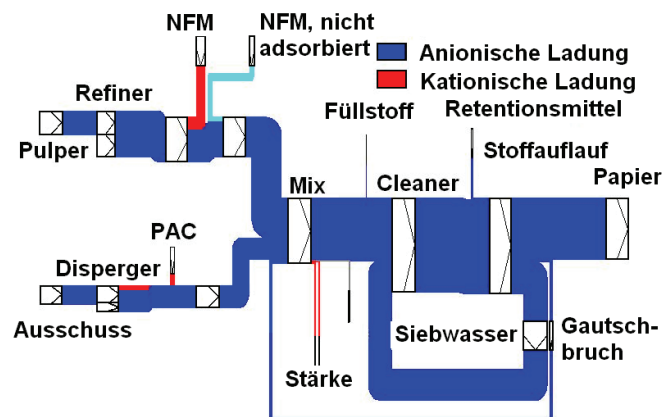 NFM
NFM, nicht
adsorbiert
Anionische Ladung
Kationische Ladung
Refiner
Füllstoff
Retentionsmittel
Pulper
Stoffauflauf
Mix
Cleaner
Papier
PAC
Disperger
Ausschuss
Siebwasser
Gautsch-
bruch
Stärke